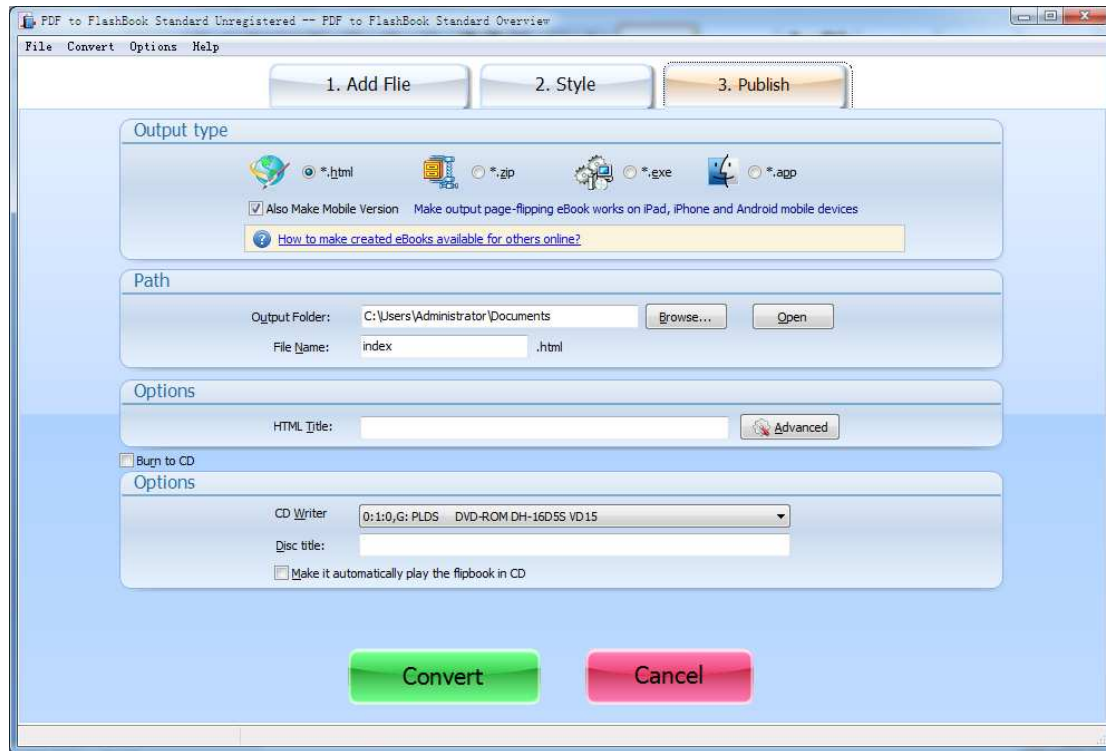 PDF to FlashBook Standard Unregistered -- PDF to FlashBook Standard Overview
File Convert Options Help
1. Add Flie 2. Style 3. Publish
Output type
*.html *.zip *.exe *.app
Also Make Mobile Version Make output page-flipping eBook works on iPad, iPhone and Android mobile devices
How to make created eBooks available for others online?
Path
Output Folder: C:\Users\Administrator\Documents Browse... Open
File Name: index .html
Options
HTML Title: Advanced
Burn to CD
Options
CD Writer 0:1:0,G: PLDS DVD-ROM DH-16D5S VD15
Disc title:
Make it automatically play the flipbook in CD
Convert Cancel